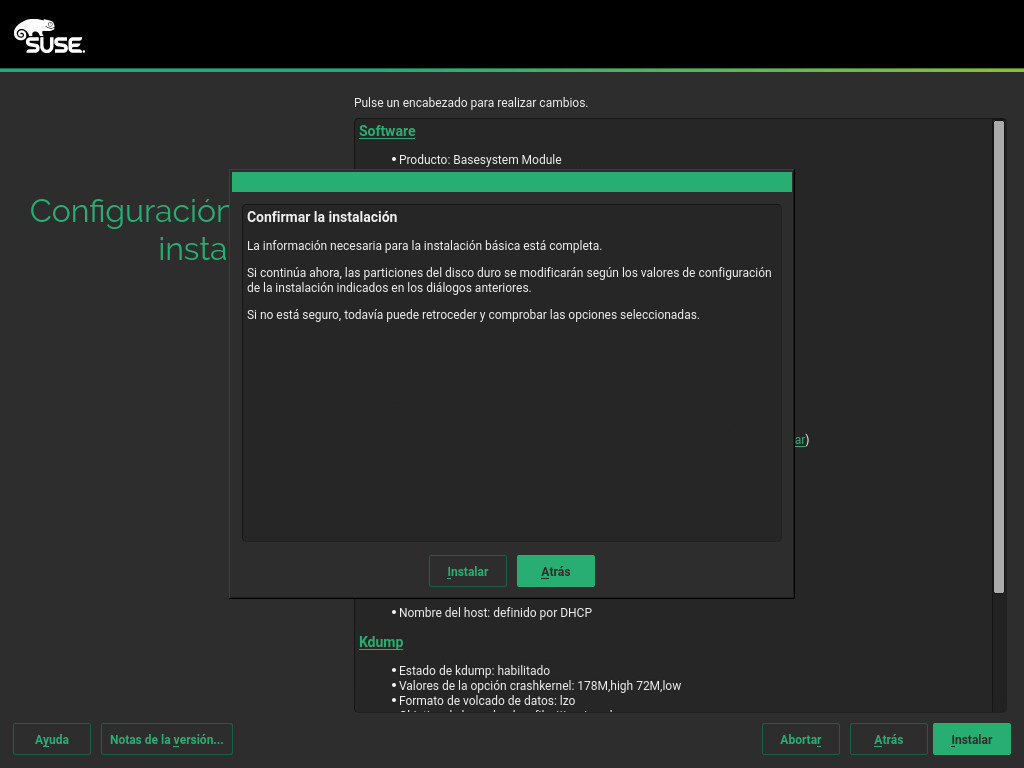 SUSE
Pulse un encabezado para realizar cambios.
Software
• Producto: Basesystem Module
Configuración
insta
Confirmar la instalación
La información necesaria para la instalación básica está completa.
Si continúa ahora, las particiones del disco duro se modificarán según los valores de configuración
de la instalación indicados en los diálogos anteriores.
Si no está seguro, todavía puede retroceder y comprobar las opciones seleccionadas.
ar)
Instalar
Atrás
• Nombre del host: definido por DHCP
Kdump
• Estado de kdump: habilitado
• Valores de la opción crashkernel: 178M,high 72M,low
• Formato de volcado de datos: lzo
Ayuda
Notas de la versión...
Abortar
Atrás
Instalar